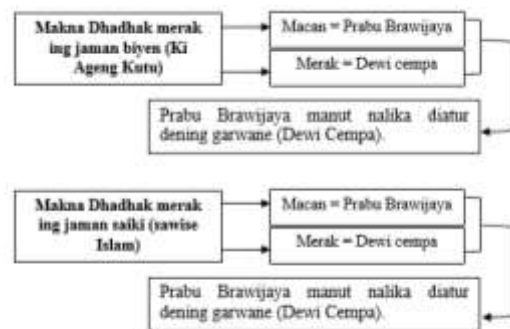 Makna Dhadhak merak
ing jaman biyen (Ki
Ageng Kutu)
Macan = Prabu Brawijaya
Merak = Dewi cempa
Prabu Brawijaya manut nalika diatur
dening garwane (Dewi Cempa).
Makna Dhadhak merak
ing jaman saiki (sawise
Islam)
Macan = Prabu Brawijaya
Merak = Dewi cempa
Prabu Brawijaya manut nalika diatur
dening garwane (Dewi Cempa).